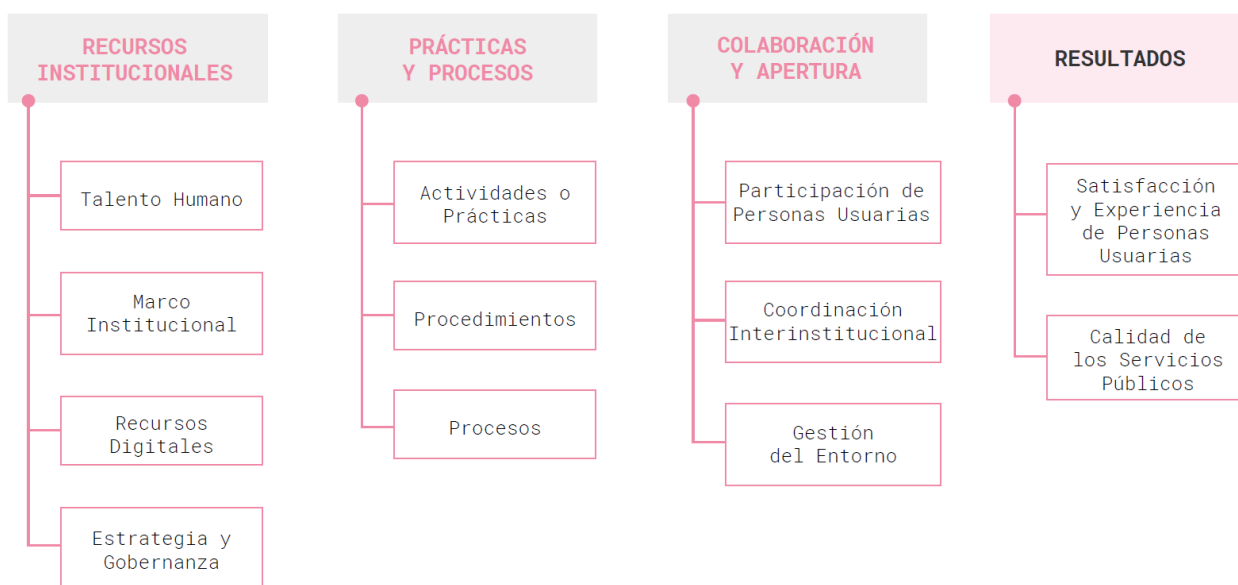 RECURSOS
INSTITUCIONALES
Talento Humano
Marco
Institucional
Recursos
Digitales
Estrategia y
Gobernanza
PRÁCTICAS
Y PROCESOS
Actividades o
Prácticas
Procedimientos
Procesos
COLABORACIÓN
Y APERTURA
Participación de
Personas Usuarias
Coordinación
Interinstitucional
Gestión
del Entorno
RESULTADOS
Satisfacción
y Experiencia
de Personas
Usuarias
Calidad de
los Servicios
Públicos